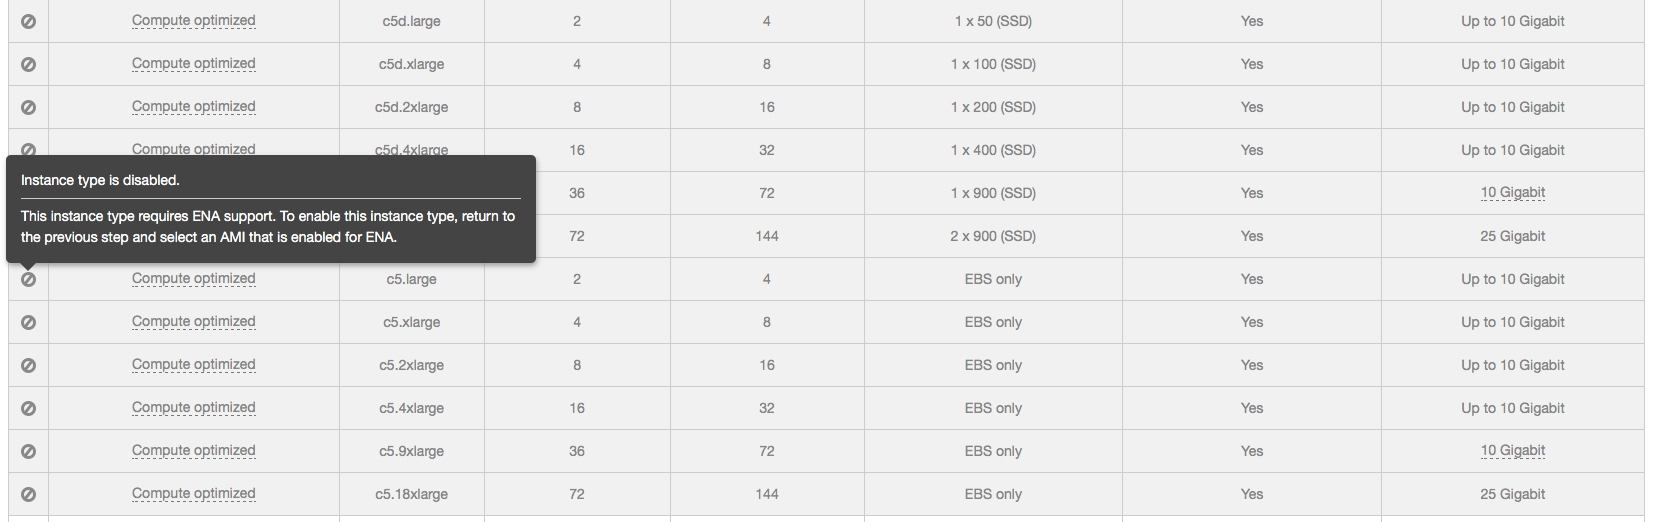 Compute optimized c5d.large 2 4 1 x 50 (SSD) Yes Up to 10 Gigabit
Compute optimized c5d.xlarge 4 8 1 x 100 (SSD) Yes Up to 10 Gigabit
Compute optimized c5d.2xlarge 8 16 1 x 200 (SSD) Yes Up to 10 Gigabit
Compute optimized c5d.4xlarge 16 32 1 x 400 (SSD) Yes Up to 10 Gigabit
Instance type is disabled.
36 72 1 x 900 (SSD) Yes 10 Gigabit
This instance type requires ENA support. To enable this instance type, return to
the previous step and select an AMI that is enabled for ENA.
72 144 2 x 900 (SSD) Yes 25 Gigabit
Compute optimized c5.large 2 4 EBS only Yes Up to 10 Gigabit
Compute optimized c5.xlarge 4 8 EBS only Yes Up to 10 Gigabit
Compute optimized c5.2xlarge 8 16 EBS only Yes Up to 10 Gigabit
Compute optimized c5.4xlarge 16 32 EBS only Yes Up to 10 Gigabit
Compute optimized c5.9xlarge 36 72 EBS only Yes 10 Gigabit
Compute optimized c5.18xlarge 72 144 EBS only Yes 25 Gigabit